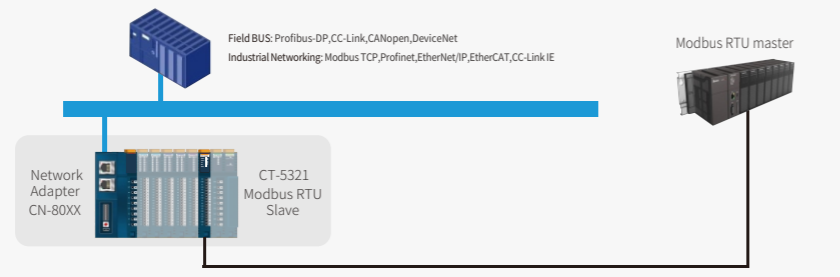 Field BUS: Profibus-DP,CC-Link,CANopen,DeviceNet
Industrial Networking: Modbus TCP,Profinet,EtherNet/IP,EtherCAT,CC-Link IE
Modbus RTU master
Network
Adapter
CN-80XX
CT-5321
Modbus RTU
Slave